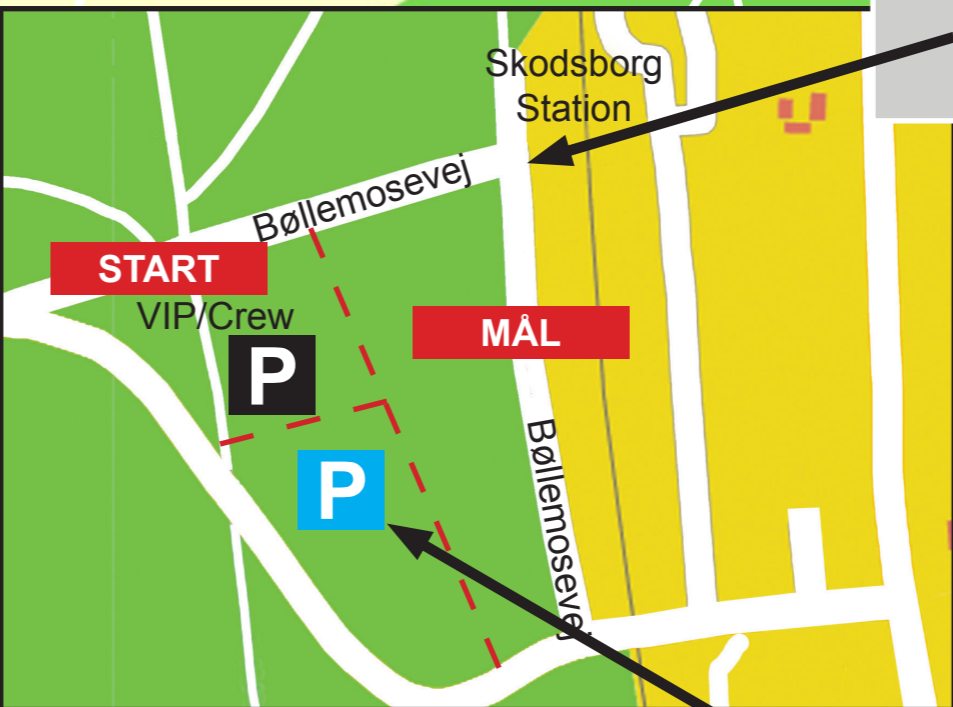 Skodsborg
Station
Bøllemosevej
START
VIP/Crew
MÅL
P
P
Bøllemosevej